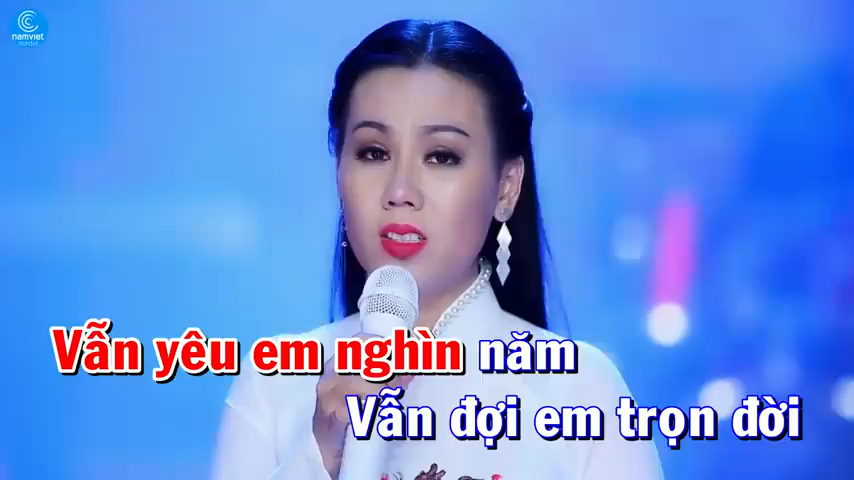 namviet
media
Vẫn yêu em nghìn năm
Vẫn đợi em trọn đời